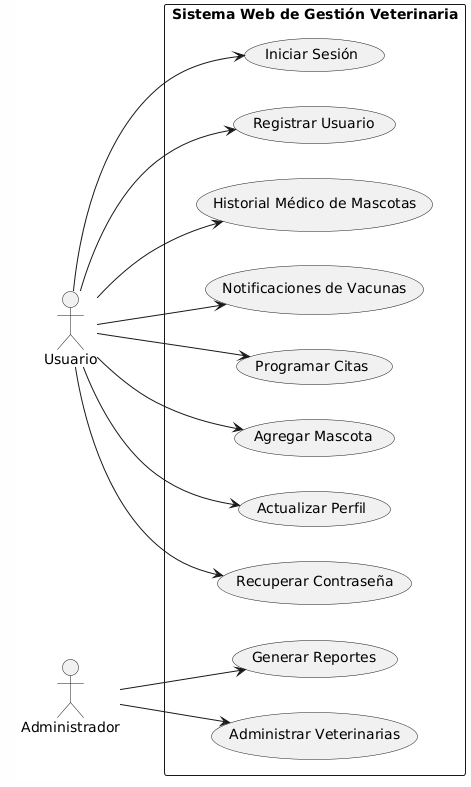 Sistema Web de Gestión Veterinaria
Iniciar Sesión
Registrar Usuario
Historial Médico de Mascotas
Notificaciones de Vacunas
Usuario
Programar Citas
Agregar Mascota
Actualizar Perfil
Recuperar Contraseña
Generar Reportes
Administrador
Administrar Veterinarias